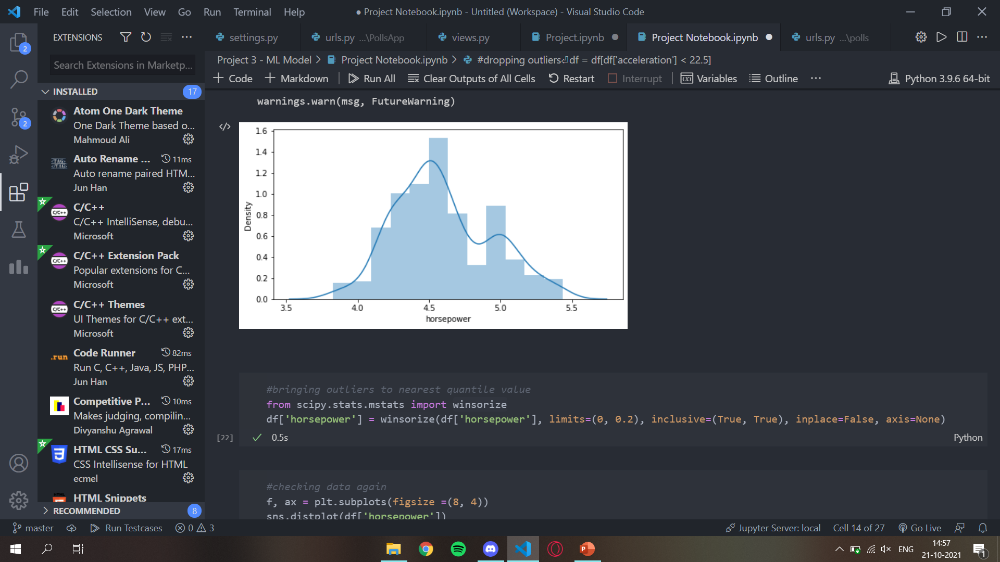 File Edit Selection View Go Run Terminal Help ● Project Notebook.ipynb - Untitled (Workspace) - Visual Studio Code
EXTENSIONS
settings.py urls.py ...\PollsApp views.py Project.ipynb Project Notebook.ipynb urls.py ...\polls
2
Search Extensions in Marketp...
Project 3 - ML Model > Project Notebook.ipynb > #dropping outliers⏎df = df[df['acceleration'] < 22.5]
+ Code + Markdown Run All Clear Outputs of All Cells Restart Interrupt Variables Outline ... Python 3.9.6 64-bit
INSTALLED 17
Atom One Dark Theme
One Dark Theme based o...
Mahmoud Ali
2
Auto Rename ... 11ms
Auto rename paired HTM...
Jun Han
C/C++
C/C++ IntelliSense, debu...
Microsoft
C/C++ Extension Pack
Popular extensions for C...
Microsoft
C/C++ Themes
UI Themes for C/C++ ext...
Microsoft
.run
Code Runner 82ms
Run C, C++, Java, JS, PHP...
Jun Han
Competitive P... 10ms
Makes judging, compilin...
Divyanshu Agrawal
HTML CSS Su... 17ms
CSS Intellisense for HTML
ecmel
HTML Snippets
RECOMMENDED 8
warnings.warn(msg, FutureWarning)
1.6
1.4
1.2
1.0
0.8
0.6
0.4
0.2
0.0
Density
3.5 4.0 4.5 5.0 5.5
horsepower
#bringing outliers to nearest quantile value
from scipy.stats.mstats import winsorize
df['horsepower'] = winsorize(df['horsepower'], limits=(0, 0.2), inclusive=(True, True), inplace=False, axis=None)
[22] 0.5s Python
#checking data again
f, ax = plt.subplots(figsize =(8, 4))
sns.distplot(df['horsepower'])
master Run Testcases 0 3 Jupyter Server: local Cell 14 of 27 Go Live
ENG 14:57
21-10-2021
1